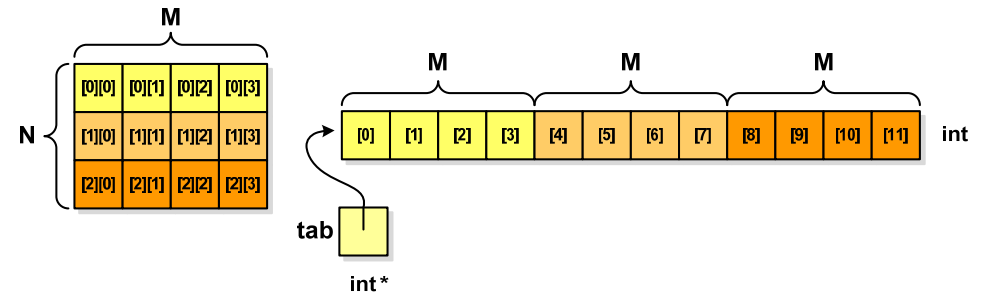 M
[0][0] [0][1] [0][2] [0][3]
N
[1][0] [1][1] [1][2] [1][3]
[2][0] [2][1] [2][2] [2][3]
M M M
[0] [1] [2] [3] [4] [5] [6] [7] [8] [9] [10] [11] int
tab
int *